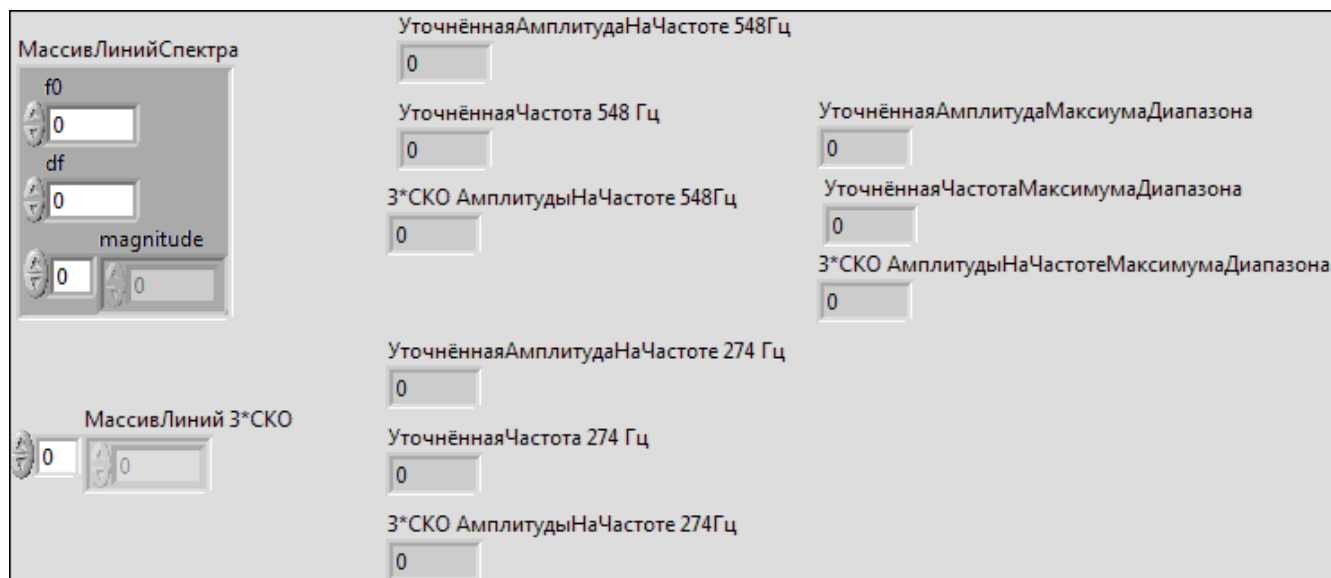 МассивЛинийСпектра
f0
0
df
0
magnitude
0
0
МассивЛиний 3*СКО
0
0
УточнённаяАмплитудаНаЧастоте 548Гц
0
УточнённаяЧастота 548 Гц
0
3*СКО АмплитудыНаЧастоте 548Гц
0
УточнённаяАмплитудаНаЧастоте 274 Гц
0
УточнённаяЧастота 274 Гц
0
3*СКО АмплитудыНаЧастоте 274Гц
0
УточнённаяАмплитудаМаксиумаДиапазона
0
УточнённаяЧастотаМаксимумаДиапазона
0
3*СКО АмплитудыНаЧастотеМаксимумаДиапазона
0